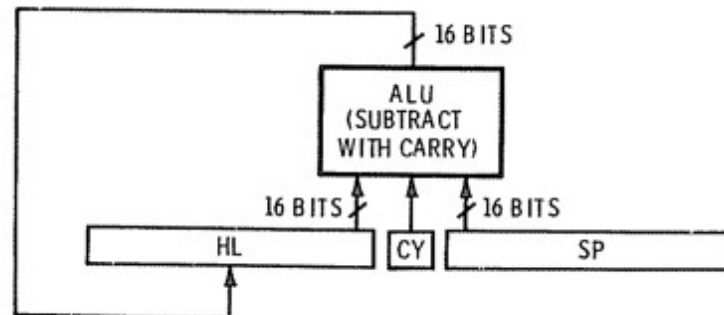 16 BITS
ALU
(SUBTRACT
WITH CARRY)
16 BITS
16 BITS
HL
CY
SP